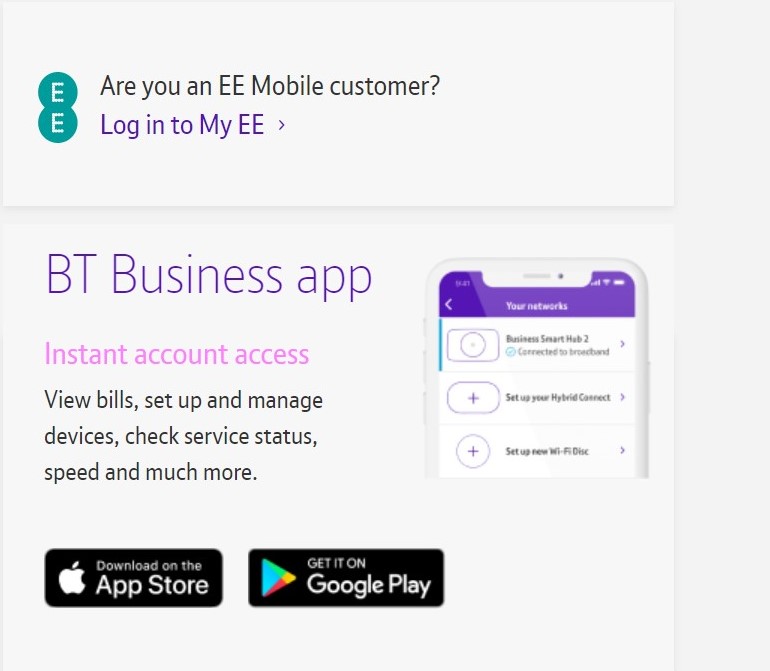 E
E
Are you an EE Mobile customer?
Log in to My EE
BT Business app
Instant account access
View bills, set up and manage
devices, check service status,
speed and much more.
9:41
Your networks
Business Smart Hub 2
Connected to broadband
Set up your Hybrid Connect
Set up new Wi-Fi Disc
Download on the
App Store
GET IT ON
Google Play